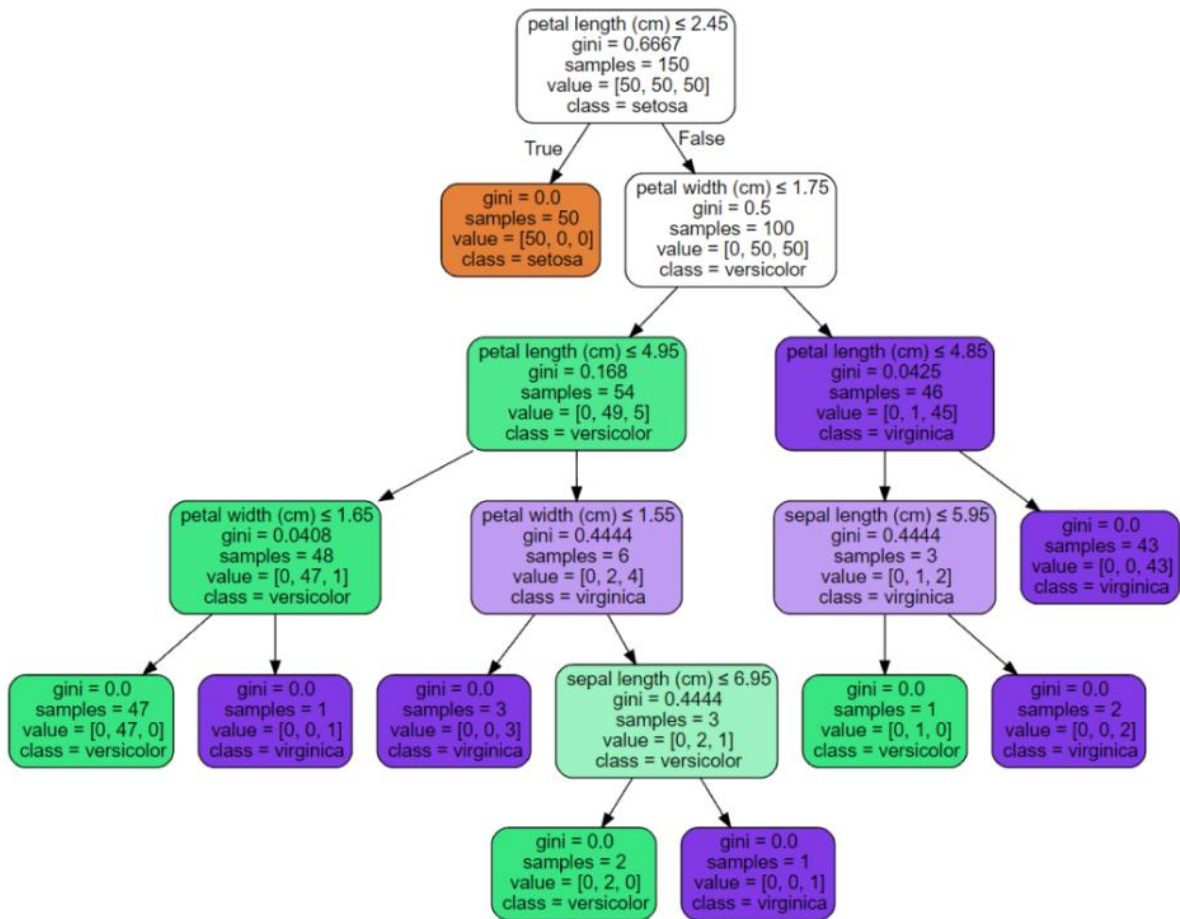 petal length (cm) ≤ 2.45
gini = 0.6667
samples = 150
value = [50, 50, 50]
class = setosa
True
False
gini = 0.0
samples = 50
value = [50, 0, 0]
class = setosa
petal width (cm) ≤ 1.75
gini = 0.5
samples = 100
value = [0, 50, 50]
class = versicolor
petal length (cm) ≤ 4.95
gini = 0.168
samples = 54
value = [0, 49, 5]
class = versicolor
petal length (cm) ≤ 4.85
gini = 0.0425
samples = 46
value = [0, 1, 45]
class = virginica
petal width (cm) ≤ 1.65
gini = 0.0408
samples = 48
value = [0, 47, 1]
class = versicolor
petal width (cm) ≤ 1.55
gini = 0.4444
samples = 6
value = [0, 2, 4]
class = virginica
sepal length (cm) ≤ 5.95
gini = 0.4444
samples = 3
value = [0, 1, 2]
class = virginica
gini = 0.0
samples = 43
value = [0, 0, 43]
class = virginica
gini = 0.0
samples = 47
value = [0, 47, 0]
class = versicolor
gini = 0.0
samples = 1
value = [0, 0, 1]
class = virginica
gini = 0.0
samples = 3
value = [0, 0, 3]
class = virginica
sepal length (cm) ≤ 6.95
gini = 0.4444
samples = 3
value = [0, 2, 1]
class = versicolor
gini = 0.0
samples = 1
value = [0, 1, 0]
class = versicolor
gini = 0.0
samples = 2
value = [0, 0, 2]
class = virginica
gini = 0.0
samples = 2
value = [0, 2, 0]
class = versicolor
gini = 0.0
samples = 1
value = [0, 0, 1]
class = virginica